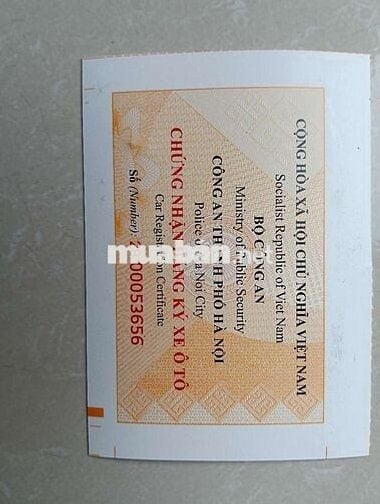 CỘNG HÒA XÃ HỘI CHỦ NGHĨA VIỆT NAM
Socialist Republic of Viet Nam
BỘ CÔNG AN
Ministry of Public Security
CÔNG AN THÀNH PHỐ HÀ NỘI
Police of Ha Noi City
CHỨNG NHẬN ĐĂNG KÝ XE Ô TÔ
Car Registration Certificate
Số (Number): 00053656
muaban.net